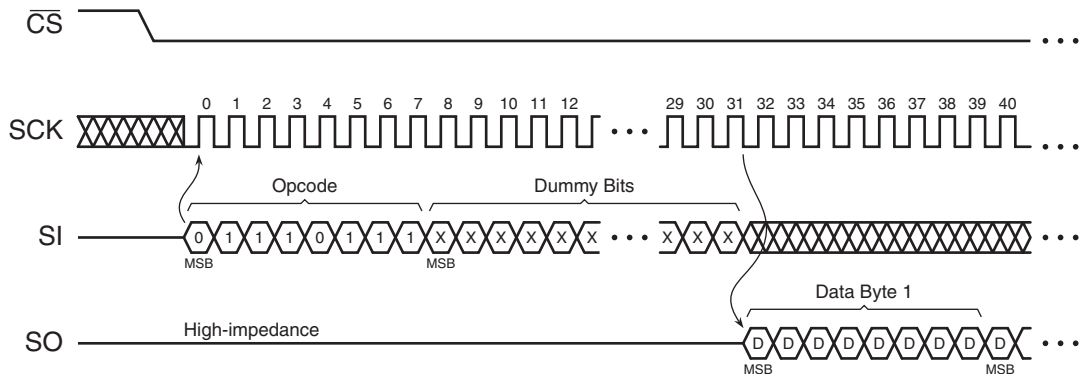 CS
0 1 2 3 4 5 6 7 8 9 10 11 12 29 30 31 32 33 34 35 36 37 38 39 40
SCK
Opcode Dummy Bits
SI 0 1 1 1 0 1 1 1 X X X X X X X X X
MSB MSB
Data Byte 1
High-impedance
SO D D D D D D D D D
MSB MSB